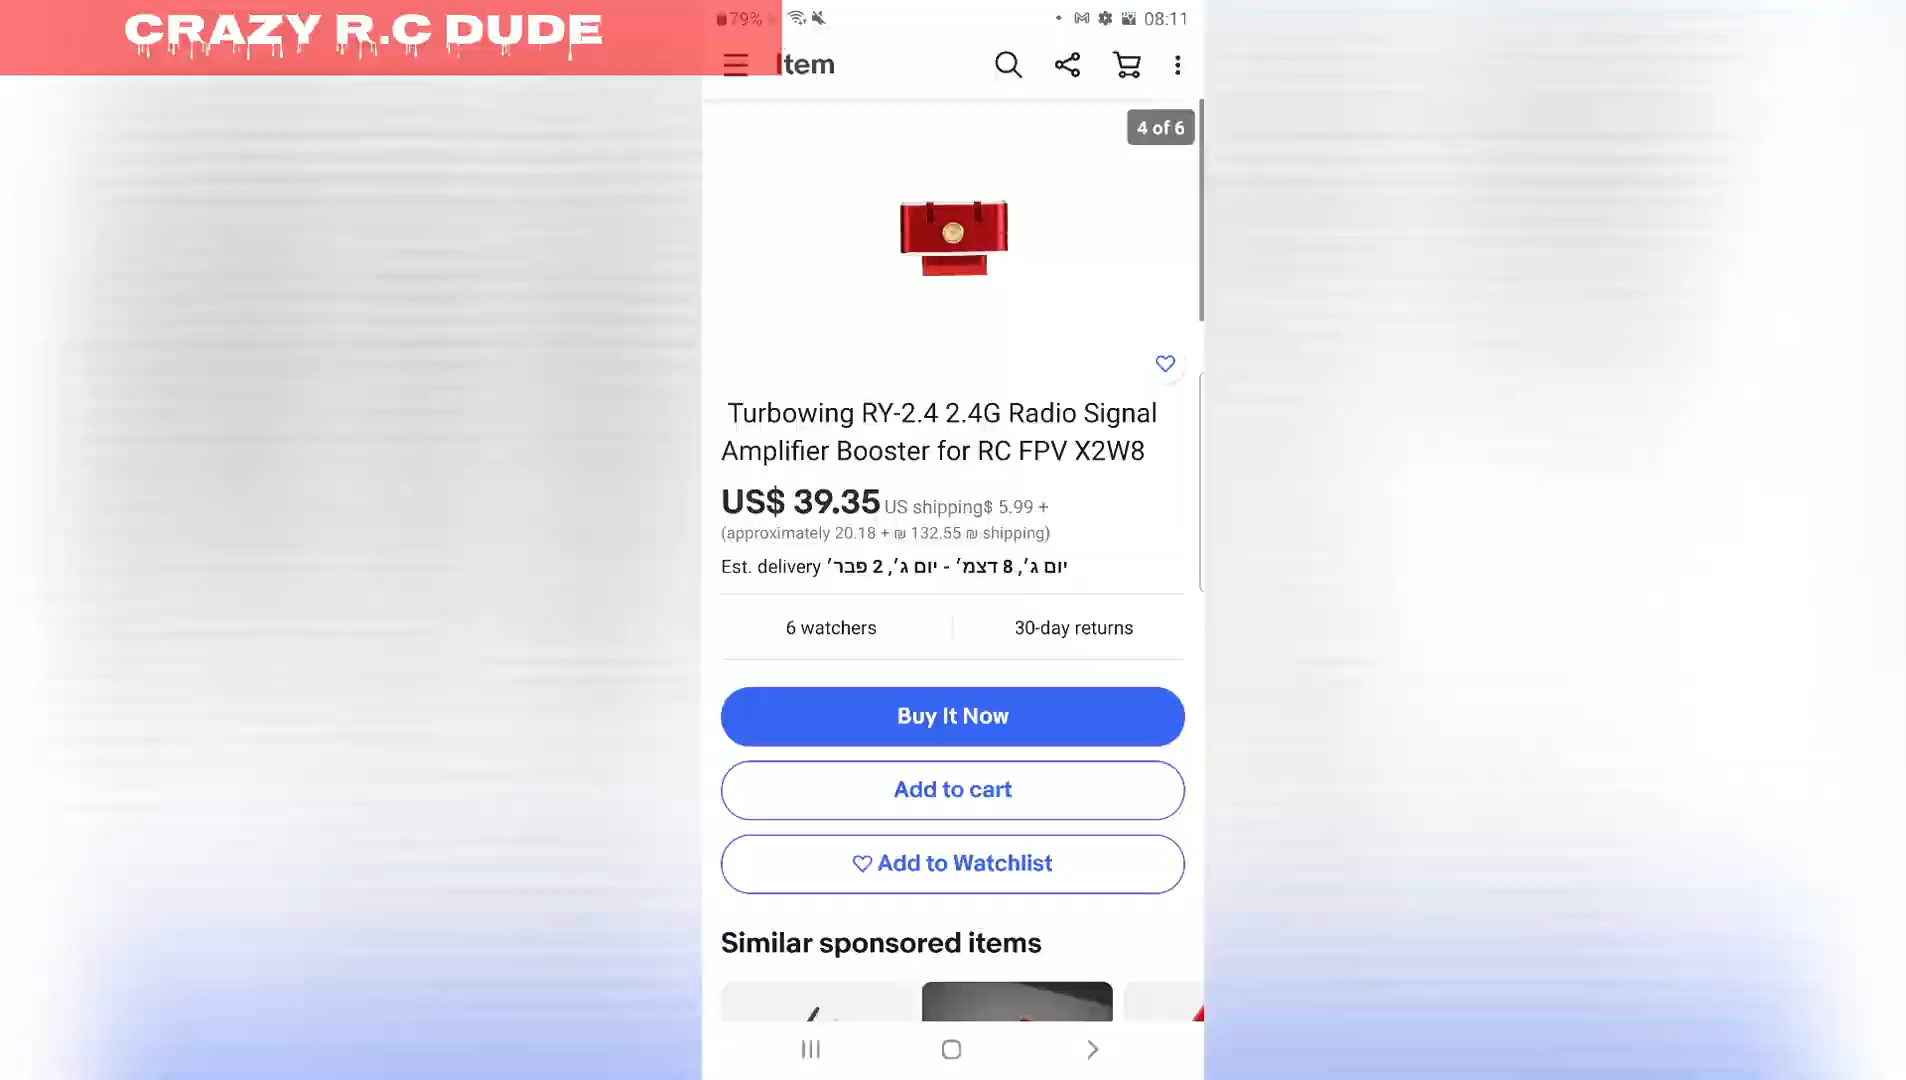 CRAZY R.C DUDE
79%
08:11
Item
4 of 6
Turbowing RY-2.4 2.4G Radio Signal
Amplifier Booster for RC FPV X2W8
US$ 39.35 US shipping$ 5.99 +
(approximately 20.18 + ₪ 132.55 ₪ shipping)
Est. delivery יום ג׳, 8 דצמ׳ - יום ג׳, 2 פבר׳
6 watchers
30-day returns
Buy It Now
Add to cart
Add to Watchlist
Similar sponsored items